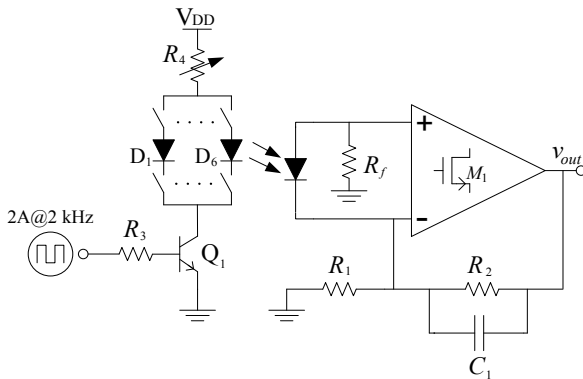 VDD
R4
D1
D6
Rf
+
M1
vout
-
2A@2 kHz
R3
Q1
R1
R2
C1